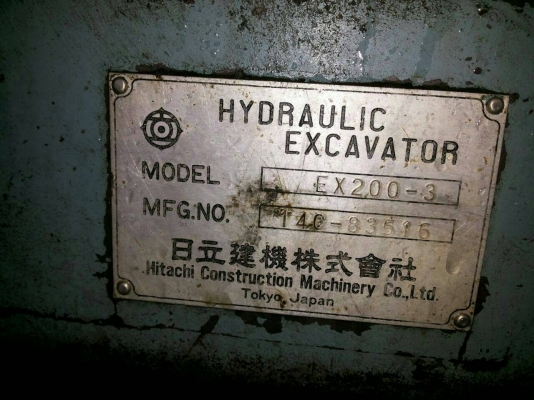 HYDRAULIC
EXCAVATOR
MODEL EX200-3
MFG.NO.
日立建機株式會社
Hitachi Construction Machinery Co.,Ltd.
Tokyo, Japan